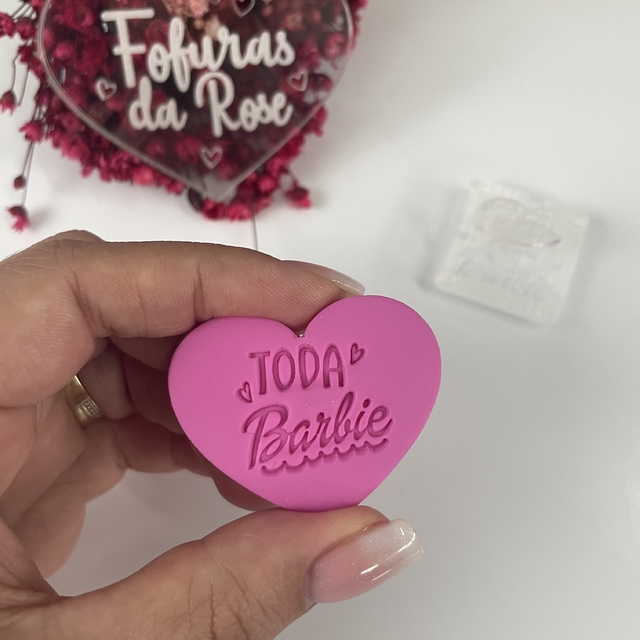 Fofuras
da Rose
TODA
Barbie